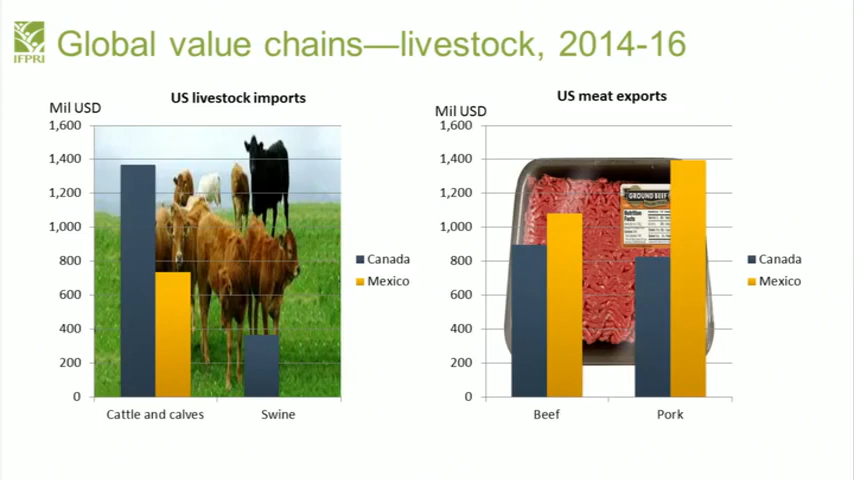 IFPRI
Global value chains—livestock, 2014-16
US livestock imports
Mil USD
1,600
1,400
1,200
1,000
800
600
400
200
0
Cattle and calves
Swine
Canada
Mexico
US meat exports
Mil USD
1,600
1,400
1,200
1,000
800
600
400
200
0
GROUND BEEF
Nutrition
Facts
Beef
Pork
Canada
Mexico